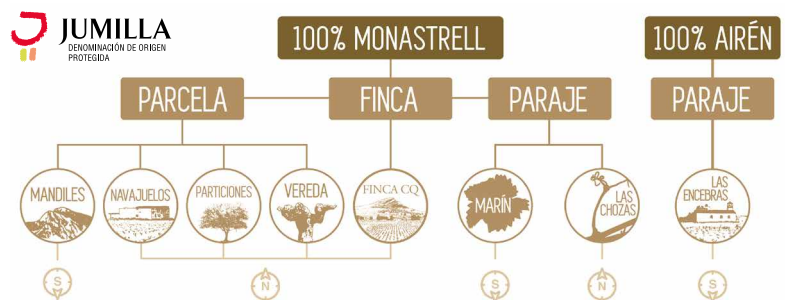 JUMILLA
DENOMINACIÓN DE ORIGEN
PROTEGIDA
100% MONASTRELL
100% AIRÉN
PARCELA
FINCA
PARAJE
PARAJE
MANDILES
NAVAJUELOS
PARTICIONES
VEREDA
FINCA CQ
MARÍN
LAS
CHOZAS
LAS
ENCEBRAS
S
N
S
N
S